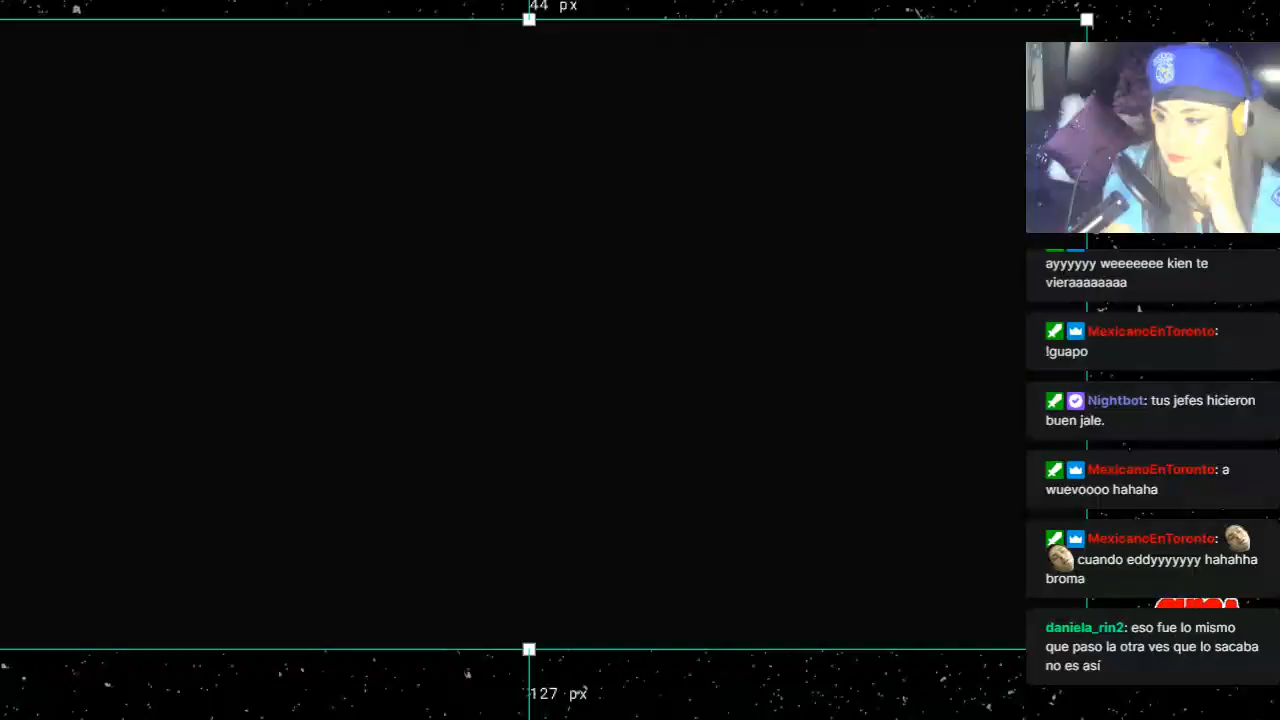 44 px
ayyyyyy weeeeeee kien te
vieraaaaaaaa
MexicanoEnToronto:
!guapo
Nightbot: tus jefes hicieron
buen jale.
MexicanoEnToronto: a
wuevoooo hahaha
MexicanoEnToronto:
cuando eddyyyyyyy hahahha
broma
daniela_rin2: eso fue lo mismo
que paso la otra ves que lo sacaba
no es así
127 px